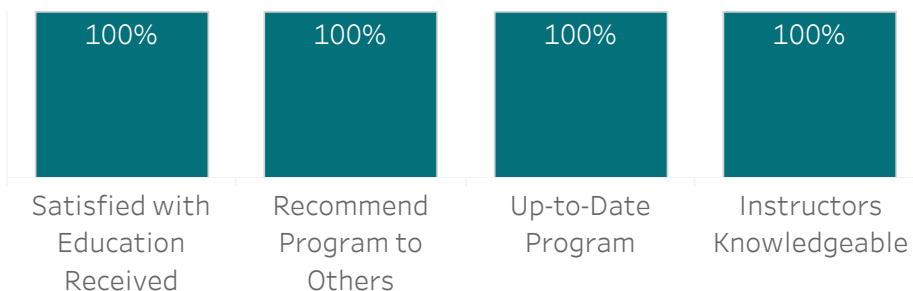 100%
100%
100%
100%
Satisfied with
Education
Received
Recommend
Program to
Others
Up-to-Date
Program
Instructors
Knowledgeable